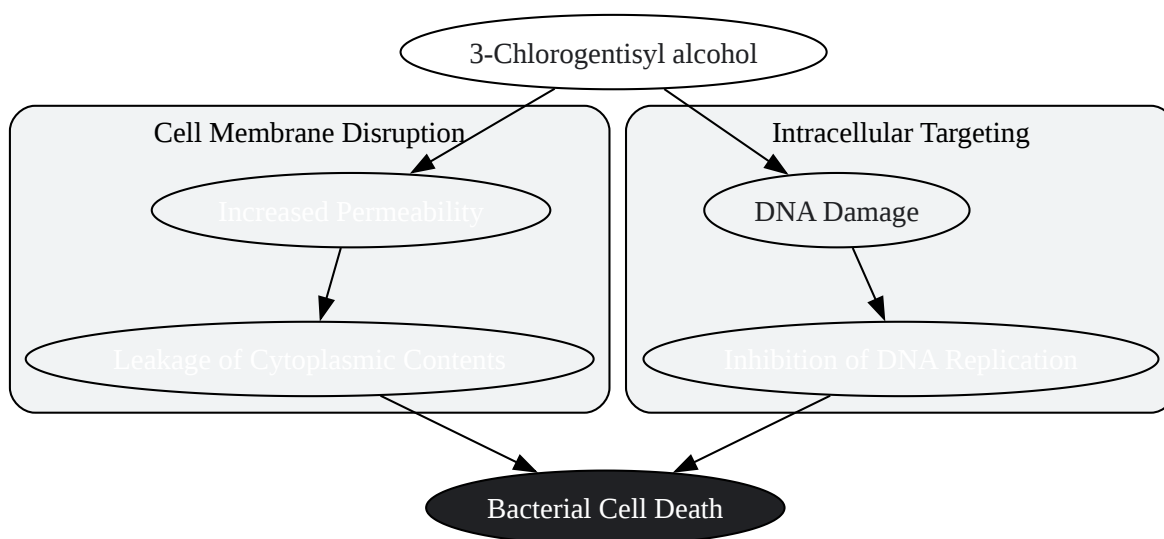 3-Chlorogentisyl alcohol
Cell Membrane Disruption
Intracellular Targeting
Increased Permeability
DNA Damage
Leakage of Cytoplasmic Contents
Inhibition of DNA Replication
Bacterial Cell Death